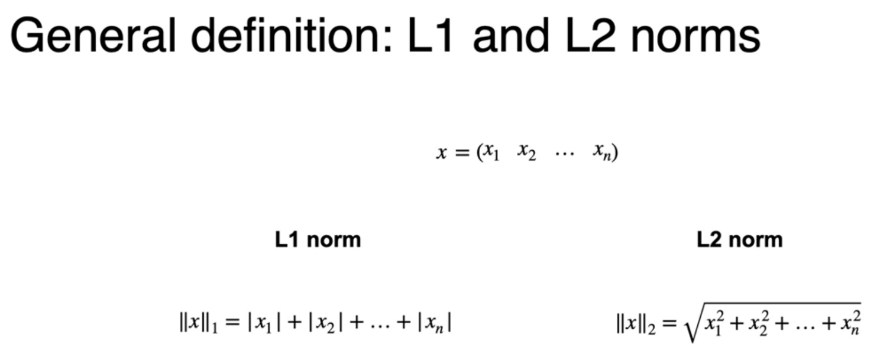 General definition: L1 and L2 norms
x = (x₁ x₂ … xₙ)
L1 norm
L2 norm
‖x‖₁ = |x₁| + |x₂| + … + |xₙ|
‖x‖₂ = √(x₁² + x₂² + … + xₙ²)